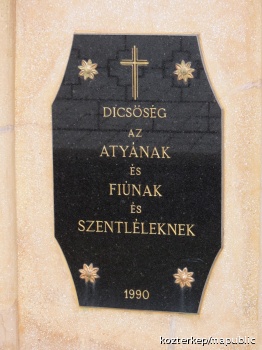 DICSŐSÉG
AZ
ATYÁNAK
ÉS
FIÚNAK
ÉS
SZENTLÉLEKNEK
1990
kozterkep/mapublic